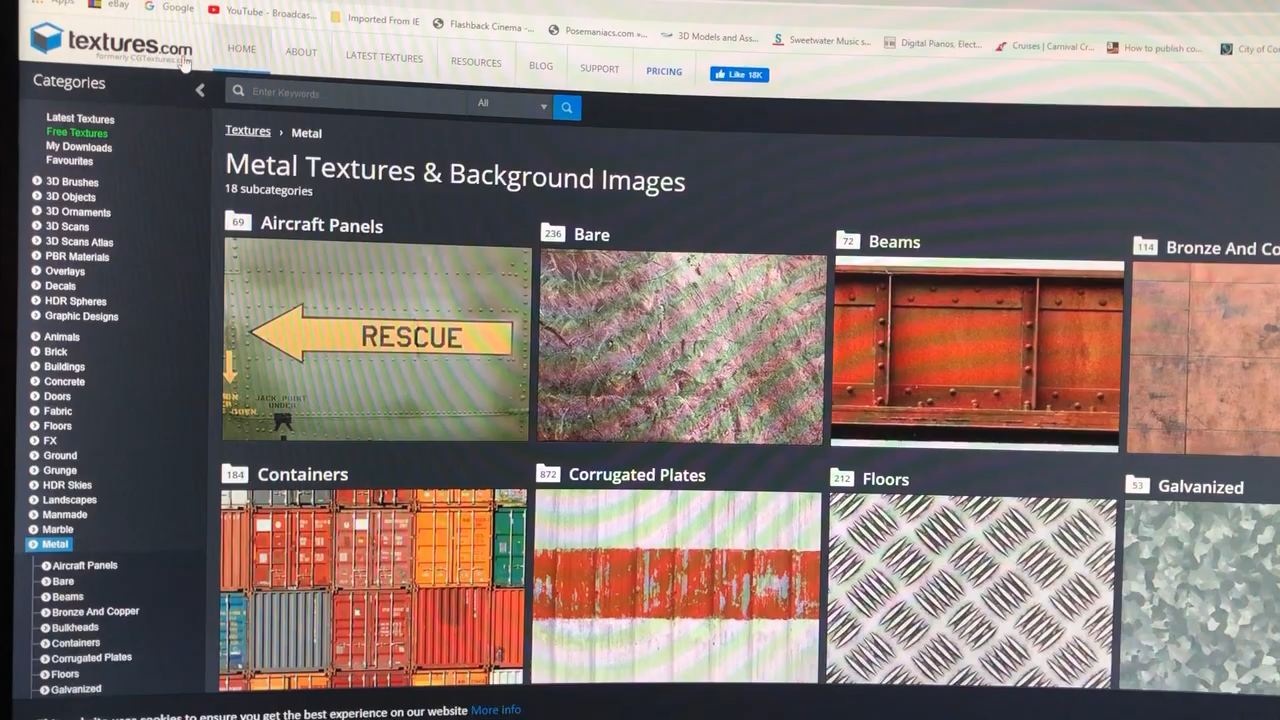 Apps eBay Google YouTube - Broadcas... Imported From IE Flashback Cinema -... Posemaniacs.com »... 3D Models and Ass... Sweetwater Music s... Digital Pianos, Elect... Cruises | Carnival Cr... How to publish co... City of Co
textures.com
formerly CGTextures.com
HOME ABOUT LATEST TEXTURES RESOURCES BLOG SUPPORT PRICING Like 18K
Categories
Enter Keywords All
Latest Textures
Free Textures
My Downloads
Favourites
3D Brushes
3D Objects
3D Ornaments
3D Scans
3D Scans Atlas
PBR Materials
Overlays
Decals
HDR Spheres
Graphic Designs
Animals
Brick
Buildings
Concrete
Doors
Fabric
Floors
FX
Ground
Grunge
HDR Skies
Landscapes
Manmade
Marble
Metal
Aircraft Panels
Bare
Beams
Bronze And Copper
Bulkheads
Containers
Corrugated Plates
Floors
Galvanized
Textures › Metal
Metal Textures & Background Images
18 subcategories
69 Aircraft Panels
236 Bare
72 Beams
114 Bronze And Co
RESCUE
JACK POINT
UNDER
184 Containers
872 Corrugated Plates
212 Floors
53 Galvanized
cookies to ensure you get the best experience on our website More info